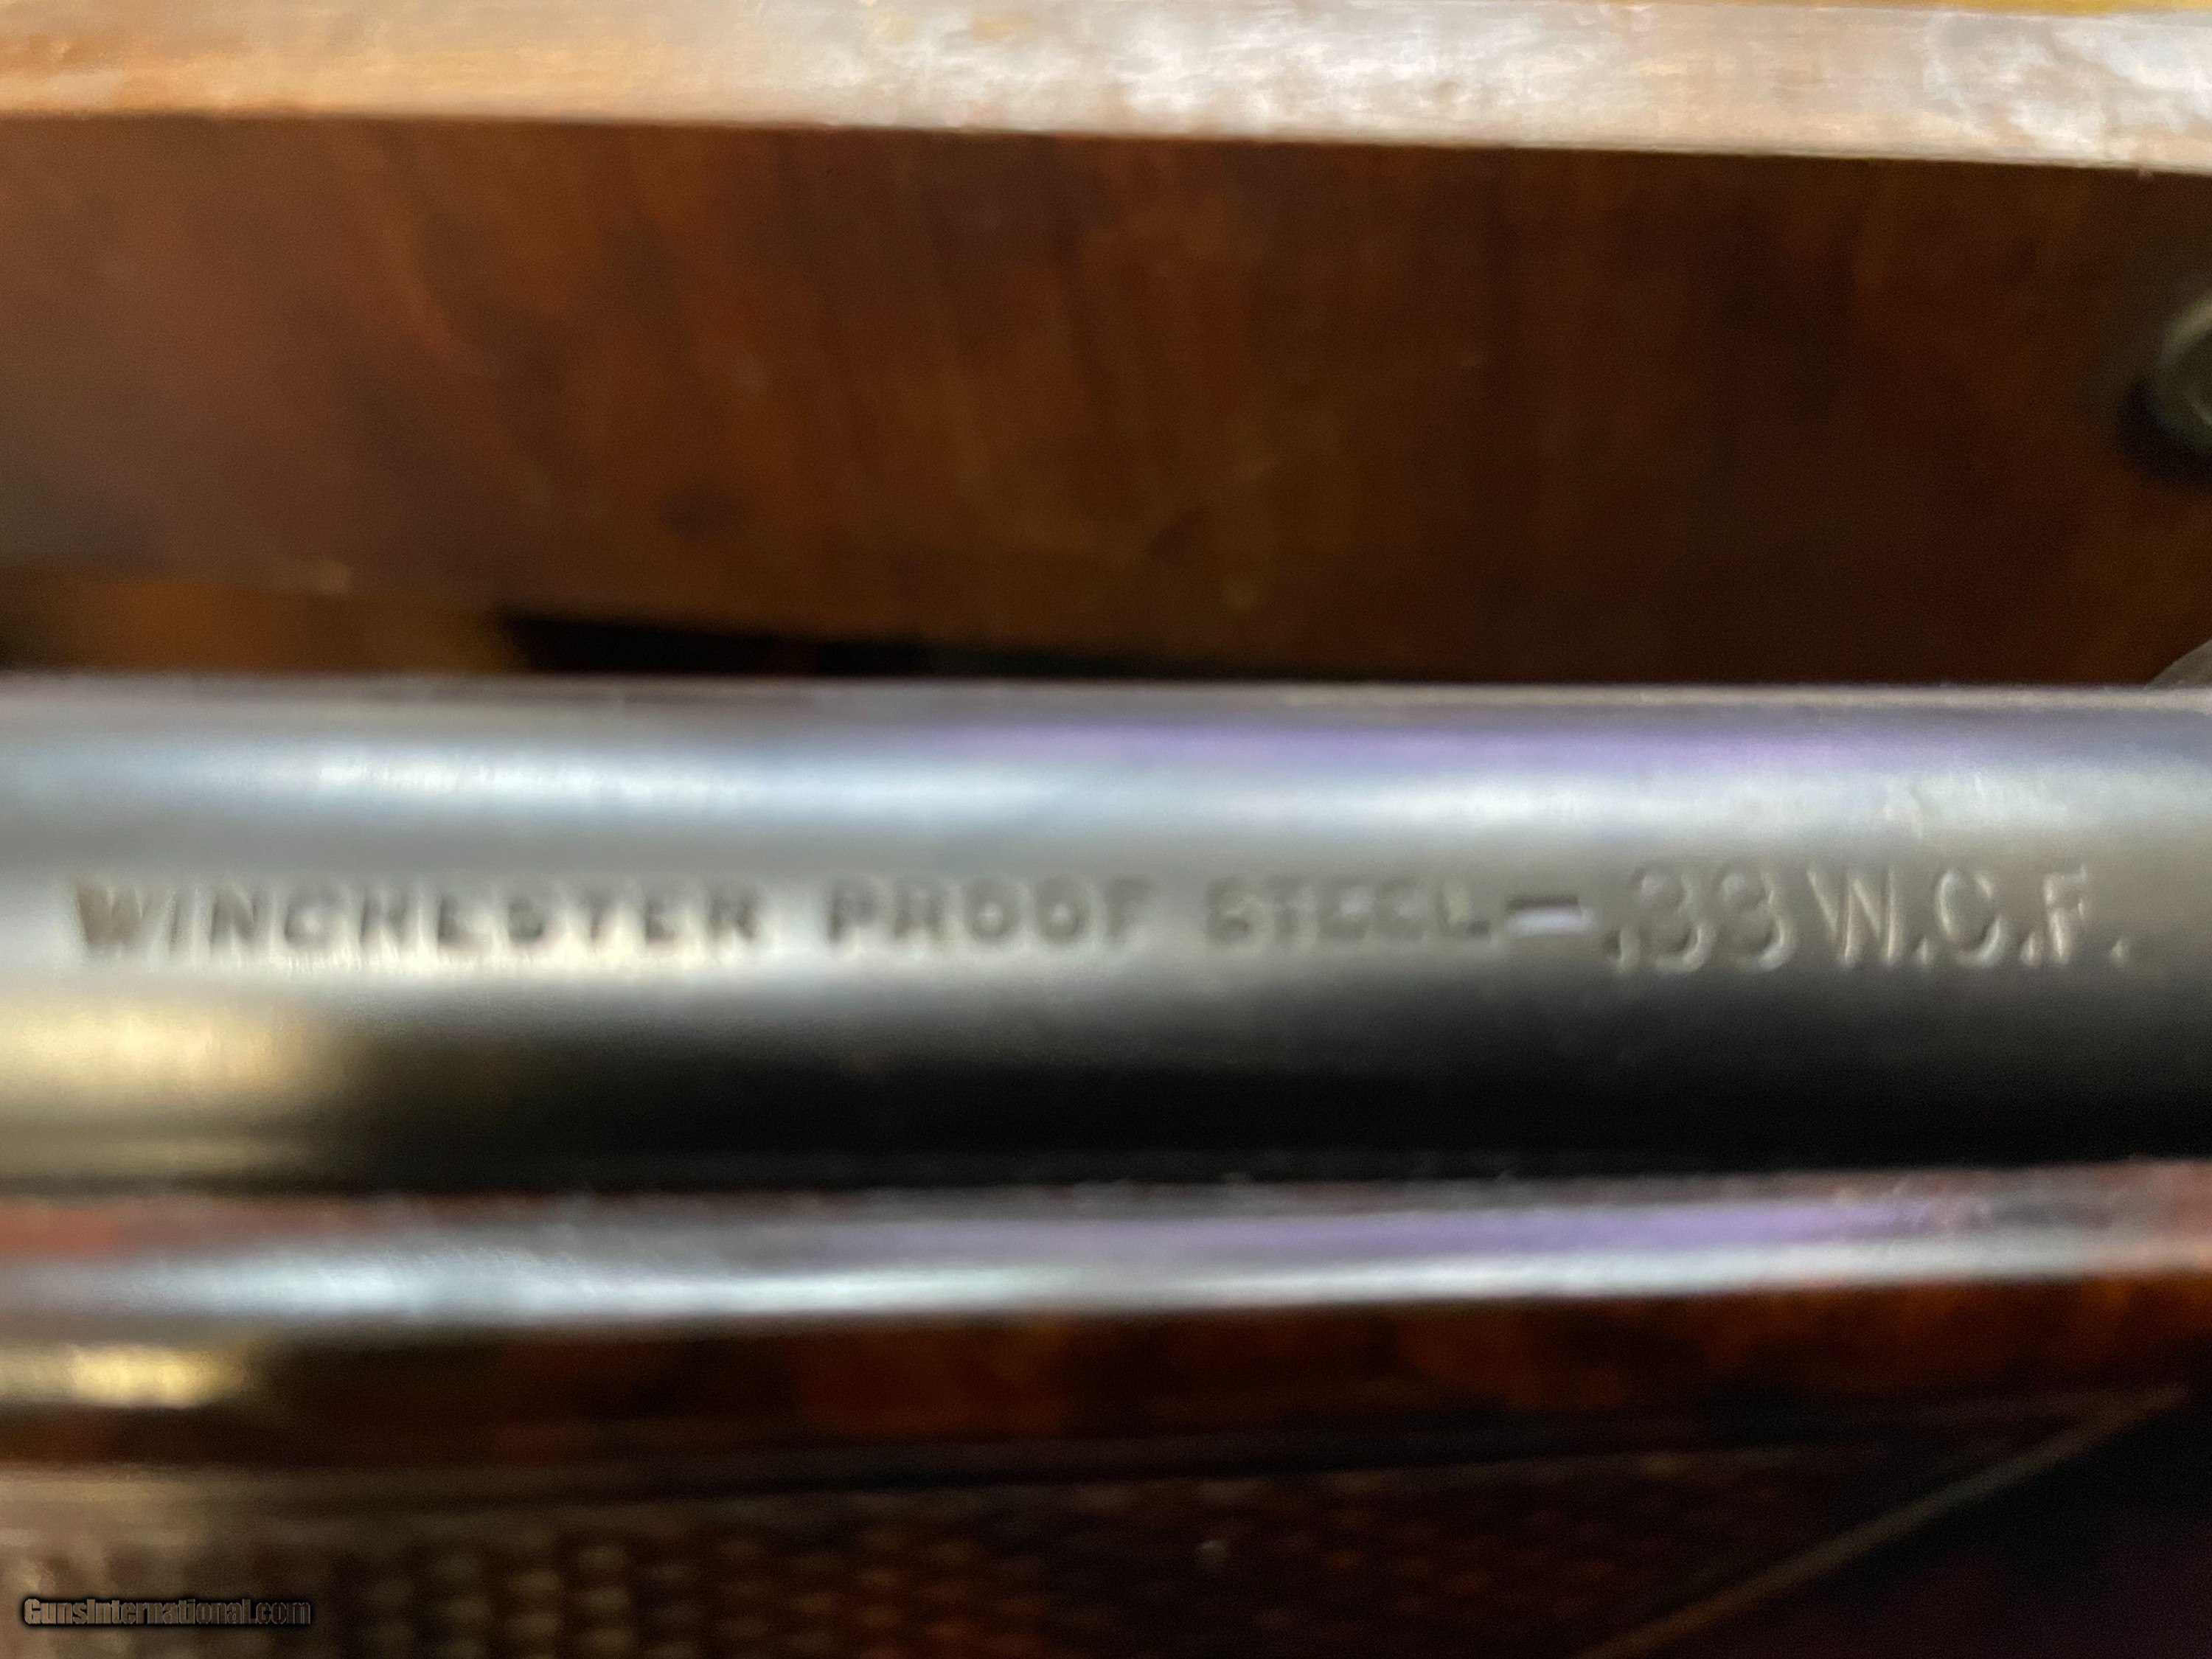 WINCHESTER PROOF STEEL -.33 W.C.F.
GunsInternational.com